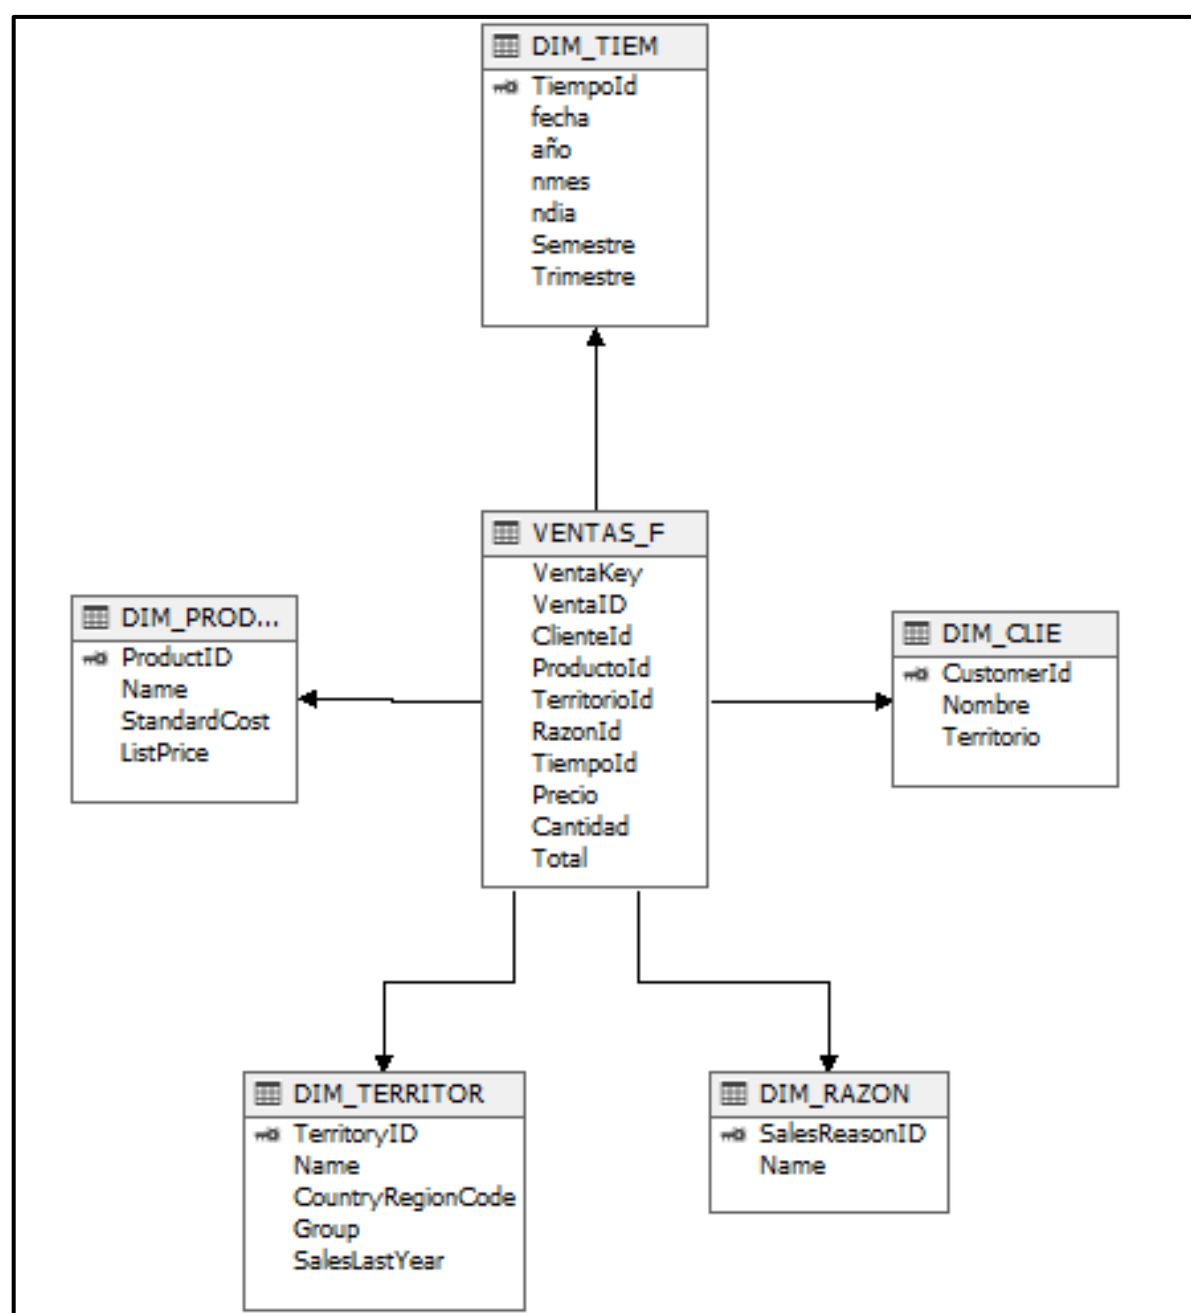 DIM_TIEM
TiempoId
fecha
año
nmes
ndia
Semestre
Trimestre
VENTAS_F
VentaKey
VentaID
ClienteId
ProductoId
TerritorioId
RazonId
TiempoId
Precio
Cantidad
Total
DIM_PROD...
ProductID
Name
StandardCost
ListPrice
DIM_CLIE
CustomerId
Nombre
Territorio
DIM_TERRITOR
TerritoryID
Name
CountryRegionCode
Group
SalesLastYear
DIM_RAZON
SalesReasonID
Name